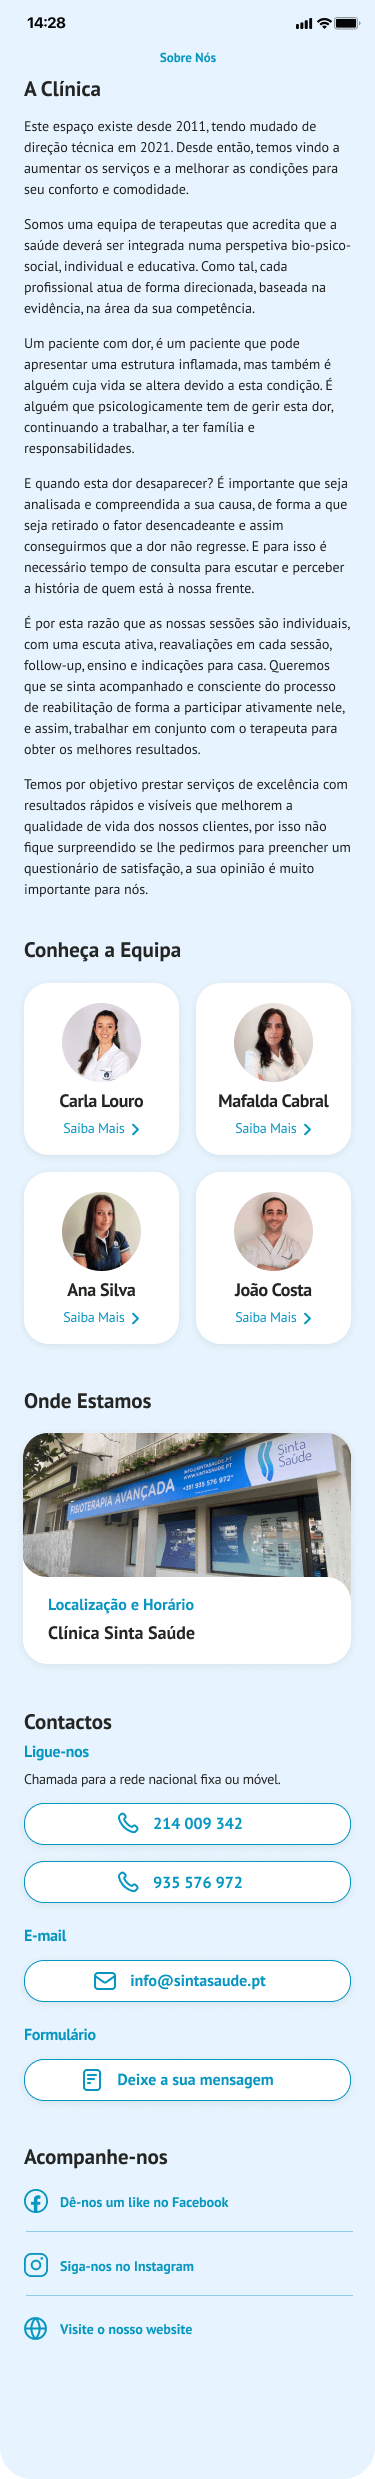 14:28
Sobre Nós
A Clínica
Este espaço existe desde 2011, tendo mudado de
direção técnica em 2021. Desde então, temos vindo a
aumentar os serviços e a melhorar as condições para
seu conforto e comodidade.
Somos uma equipa de terapeutas que acredita que a
saúde deverá ser integrada numa perspetiva bio-psico-
social, individual e educativa. Como tal, cada
profissional atua de forma direcionada, baseada na
evidência, na área da sua competência.
Um paciente com dor, é um paciente que pode
apresentar uma estrutura inflamada, mas também é
alguém cuja vida se altera devido a esta condição. É
alguém que psicologicamente tem de gerir esta dor,
continuando a trabalhar, a ter família e
responsabilidades.
E quando esta dor desaparecer? É importante que seja
analisada e compreendida a sua causa, de forma a que
seja retirado o fator desencadeante e assim
conseguirmos que a dor não regresse. E para isso é
necessário tempo de consulta para escutar e perceber
a história de quem está à nossa frente.
É por esta razão que as nossas sessões são individuais,
com uma escuta ativa, reavaliações em cada sessão,
follow-up, ensino e indicações para casa. Queremos
que se sinta acompanhado e consciente do processo
de reabilitação de forma a participar ativamente nele,
e assim, trabalhar em conjunto com o terapeuta para
obter os melhores resultados.
Temos por objetivo prestar serviços de excelência com
resultados rápidos e visíveis que melhorem a
qualidade de vida dos nossos clientes, por isso não
fique surpreendido se lhe pedirmos para preencher um
questionário de satisfação, a sua opinião é muito
importante para nós.
Conheça a Equipa
Carla Louro
Saiba Mais
Mafalda Cabral
Saiba Mais
Ana Silva
Saiba Mais
João Costa
Saiba Mais
Onde Estamos
FISIOTERAPIA AVANÇADA
INFO@SINTASAUDE.PT
WWW.SINTASAUDE.PT
+351 935 576 972*
Sinta
Saúde
Localização e Horário
Clínica Sinta Saúde
Contactos
Ligue-nos
Chamada para a rede nacional fixa ou móvel.
214 009 342
935 576 972
E-mail
info@sintasaude.pt
Formulário
Deixe a sua mensagem
Acompanhe-nos
Dê-nos um like no Facebook
Siga-nos no Instagram
Visite o nosso website